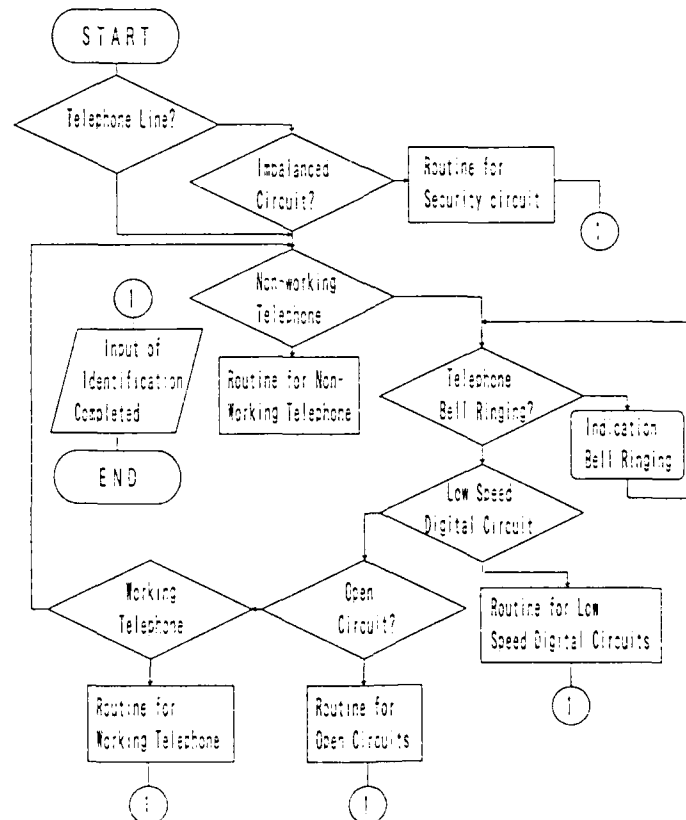 START
Telephone Line?
Imbalanced
Circuit?
Routine for
Security circuit
1
Non-working
Telephone
1
Input of
Identification
Completed
END
Routine for Non-
Working Telephone
Telephone
Bell Ringing?
Indication
Bell Ringing
Low Speed
Digital Circuit
Working
Telephone
Open
Circuit?
Routine for Low
Speed Digital Circuits
1
Routine for
Working Telephone
1
Routine for
Open Circuits
1